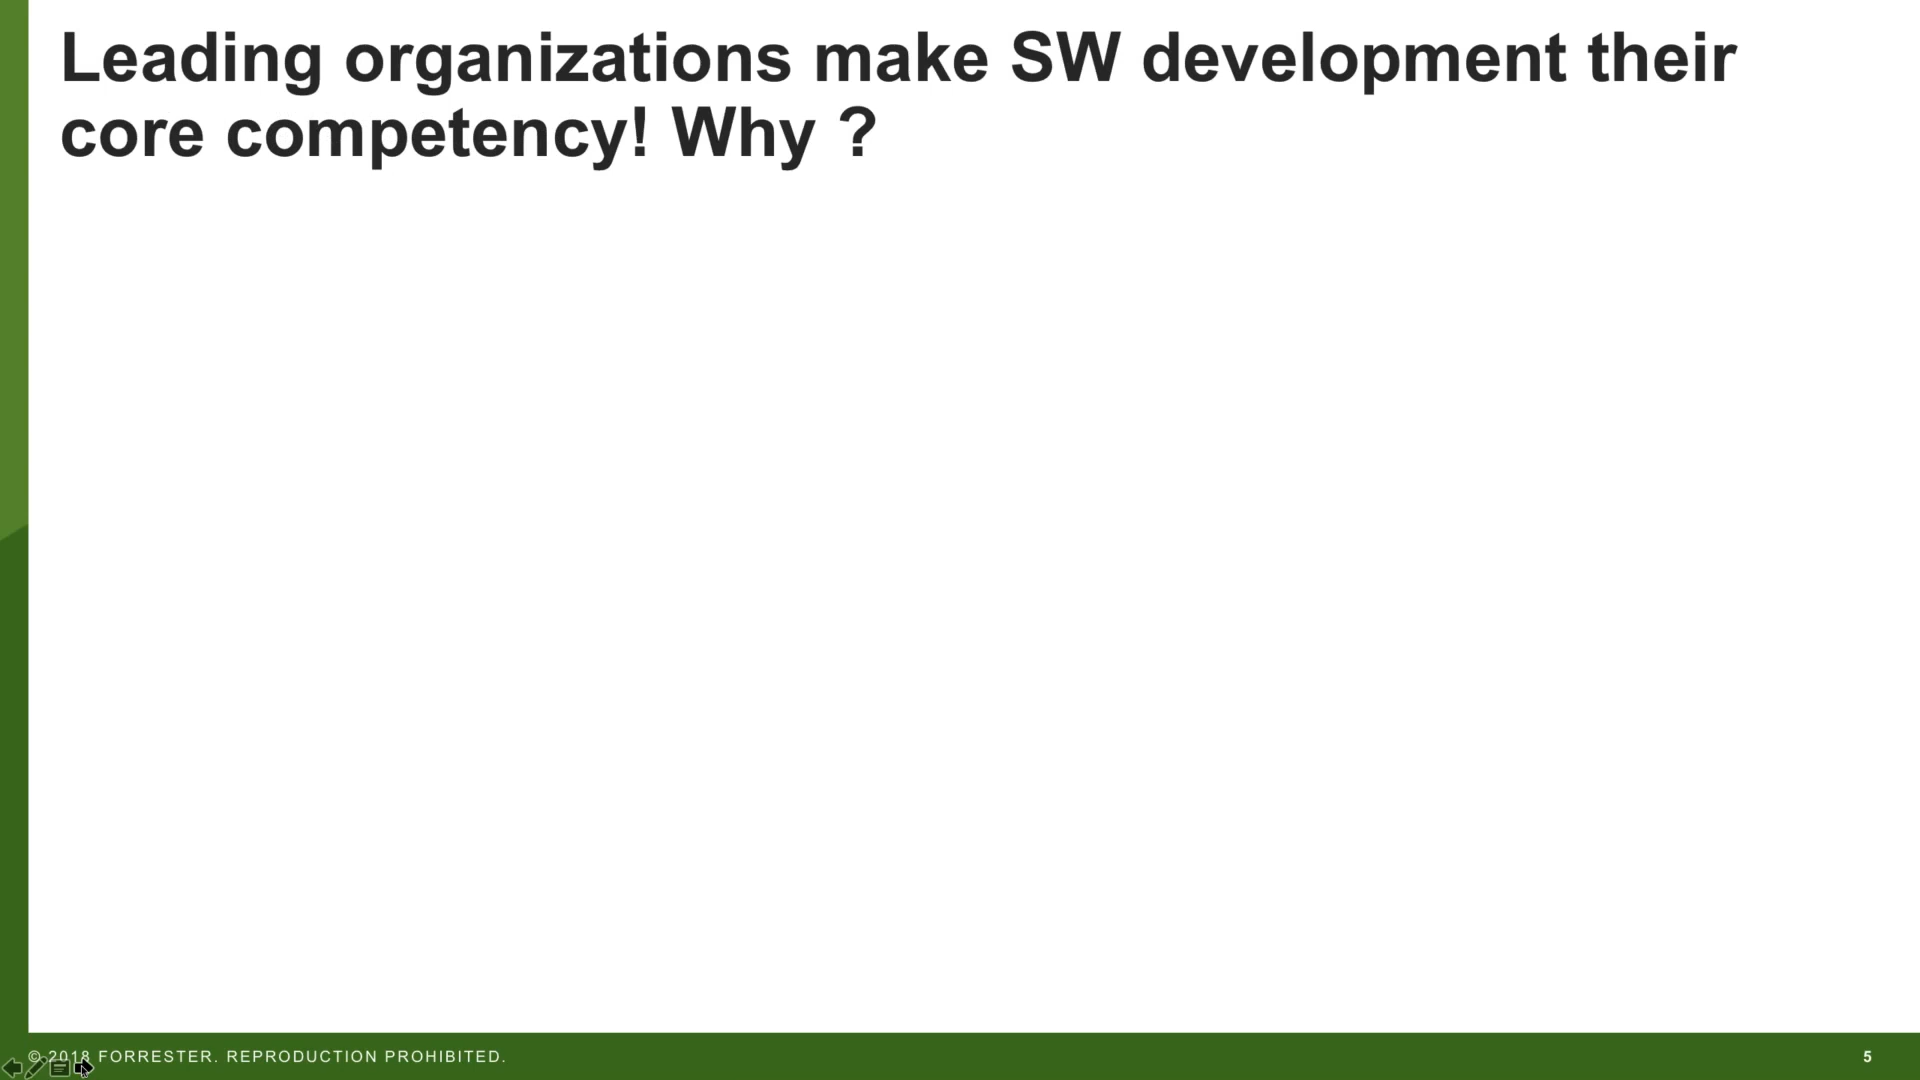 Leading organizations make SW development their
core competency! Why ?
© 2018 FORRESTER. REPRODUCTION PROHIBITED.
5